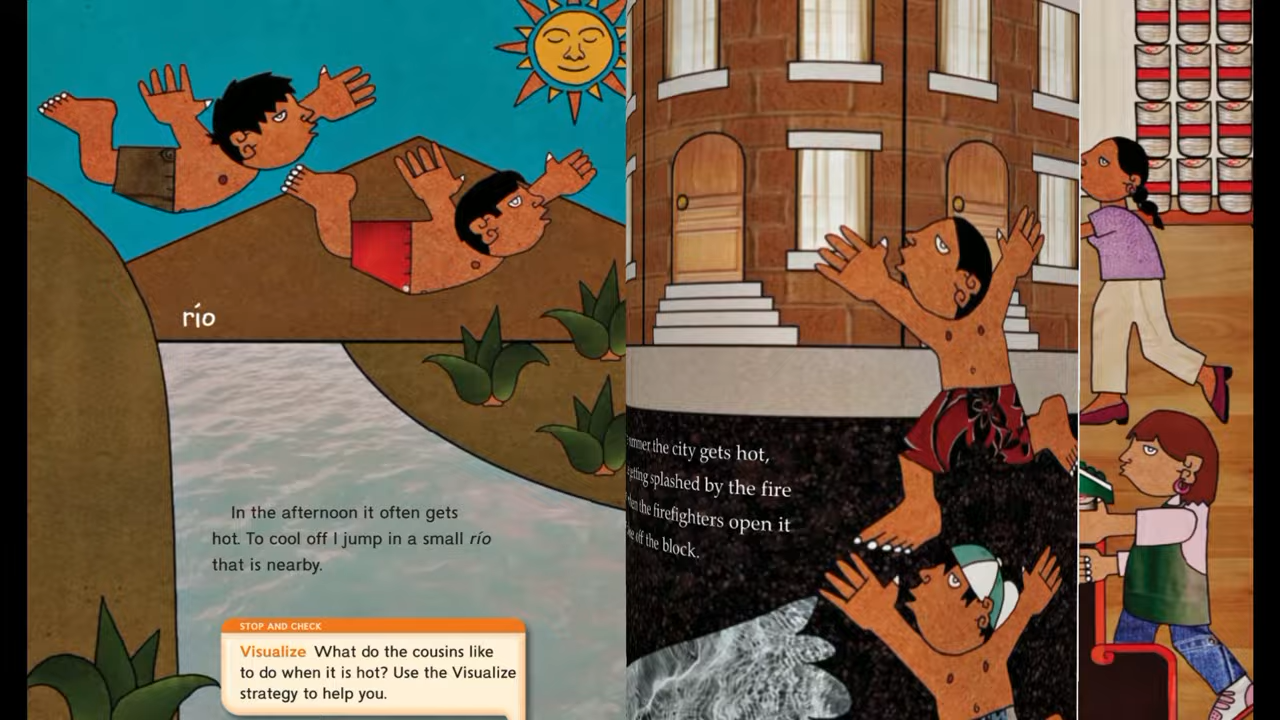 río
In the afternoon it often gets
hot. To cool off I jump in a small río
that is nearby.
STOP AND CHECK
Visualize What do the cousins like
to do when it is hot? Use the Visualize
strategy to help you.
the city gets hot,
getting splashed by the fire
the firefighters open it
off the block.